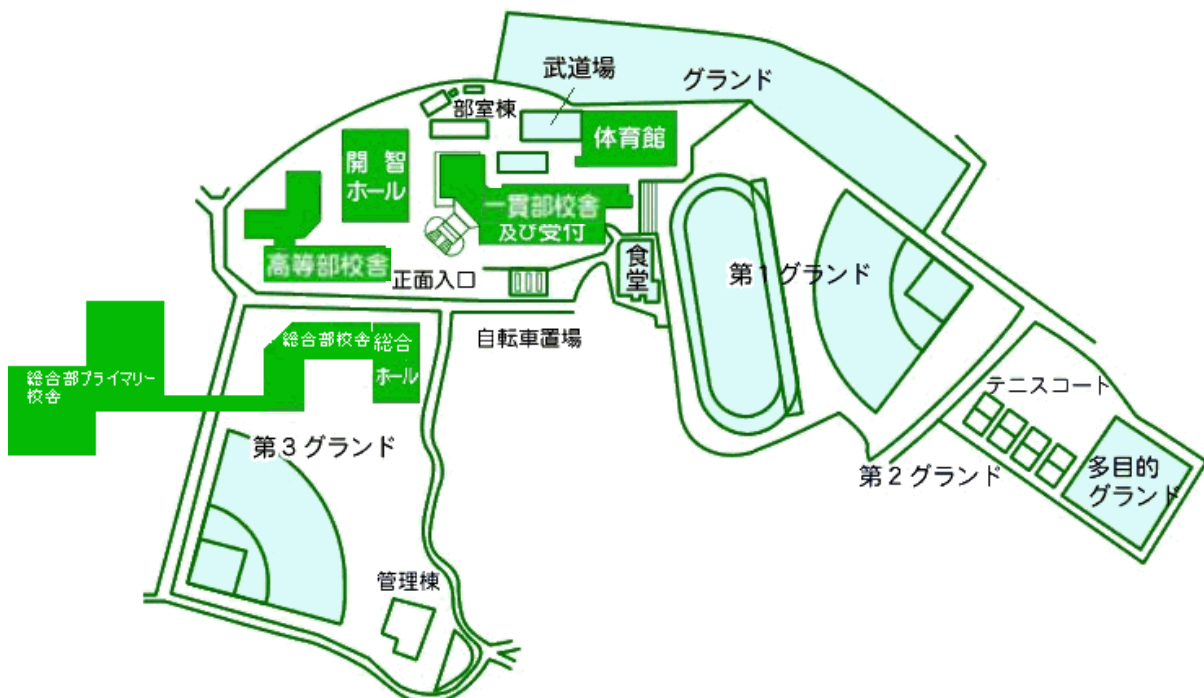 武道場
グランド
部室棟
体育館
開智
ホール
一貫部校舎
及び受付
高等部校舎
正面入口
食堂
第1グランド
自転車置場
総合部校舎
総合
ホール
総合部プライマリー
校舎
テニスコート
第3グランド
第2グランド
多目的
グランド
管理棟